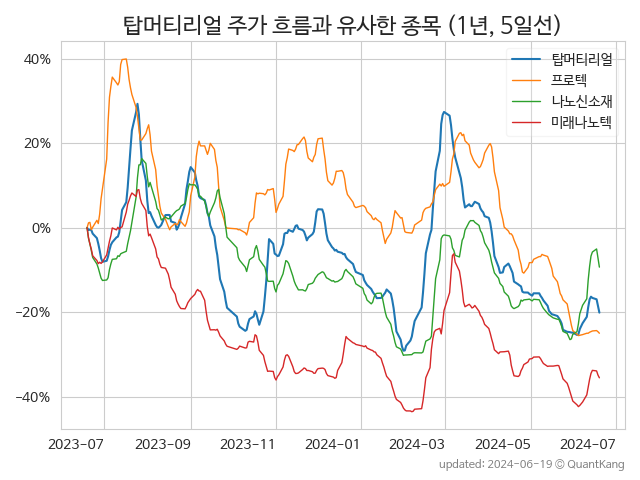 탑머티리얼 주가 흐름과 유사한 종목 (1년, 5일선)
40%
20%
0%
−20%
−40%
탑머티리얼
프로텍
나노신소재
미래나노텍
2023-07 2023-09 2023-11 2024-01 2024-03 2024-05 2024-07
updated: 2024-06-19 © QuantKang